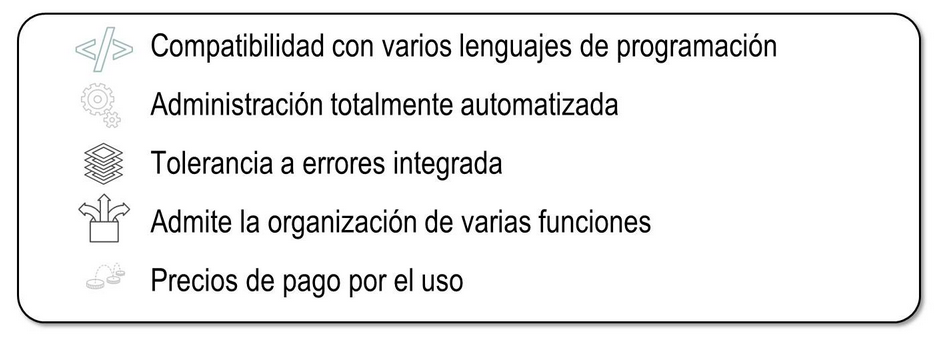 Compatibilidad con varios lenguajes de programación
Administración totalmente automatizada
Tolerancia a errores integrada
Admite la organización de varias funciones
Precios de pago por el uso